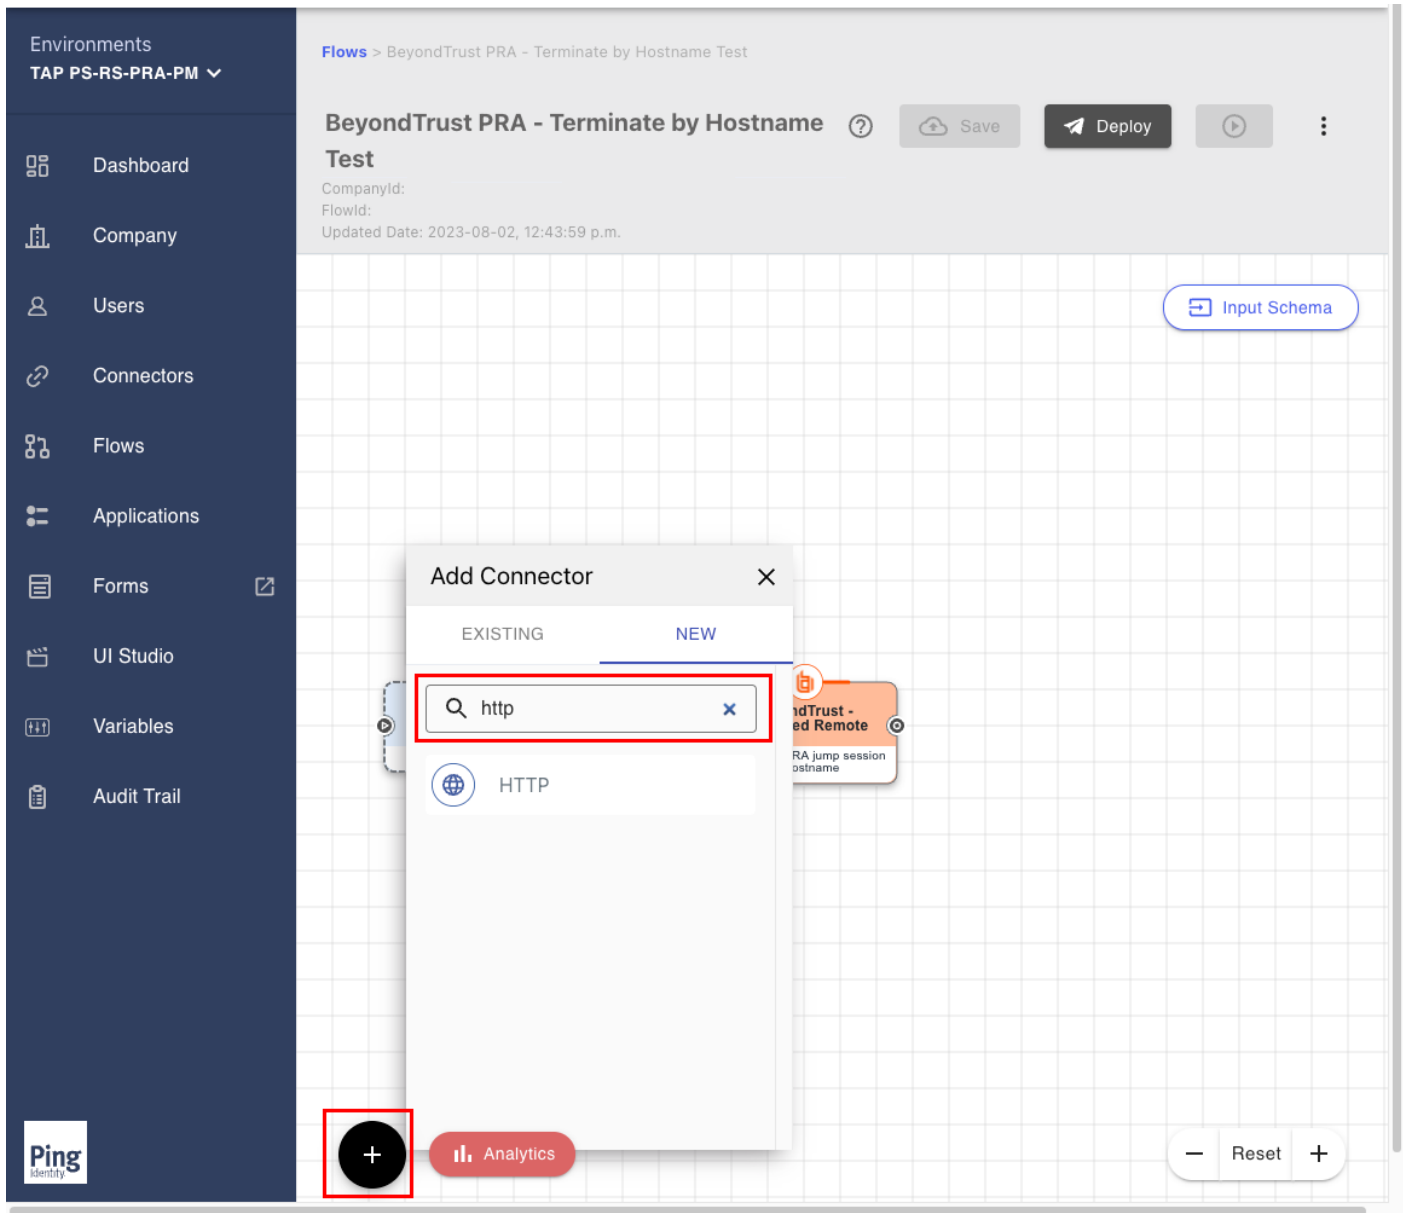 Environments
TAP PS-RS-PRA-PM
Dashboard
Company
Users
Connectors
Flows
Applications
Forms
UI Studio
Variables
Audit Trail
Ping
Identity
Flows > BeyondTrust PRA - Terminate by Hostname Test
BeyondTrust PRA - Terminate by Hostname
Test
Save
Deploy
CompanyId:
FlowId:
Updated Date: 2023-08-02, 12:43:59 p.m.
Input Schema
Add Connector
EXISTING
NEW
http
HTTP
ndTrust -
ed Remote
RA jump session
ostname
Analytics
Reset